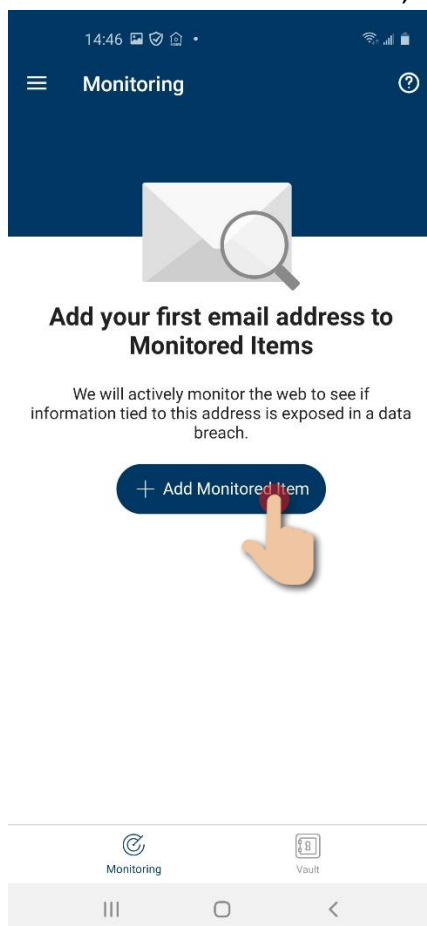 14:46
Monitoring
Add your first email address to
Monitored Items
We will actively monitor the web to see if
information tied to this address is exposed in a data
breach.
+ Add Monitored Item
Monitoring
Vault